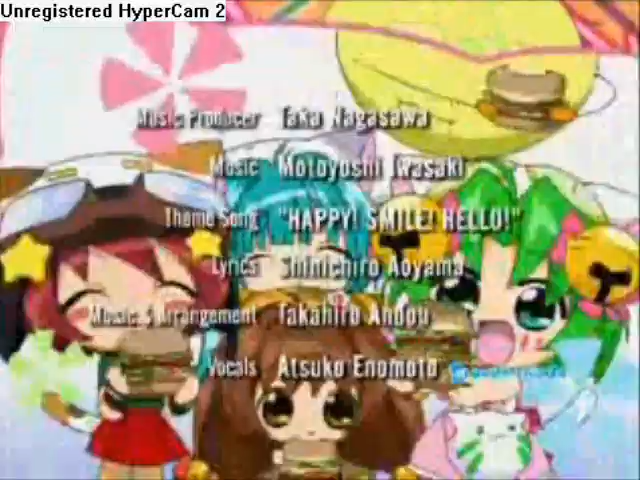 Unregistered HyperCam 2
Music Producer Taka Nagasawa
Music Motoyoshi Iwasaki
Theme Song "HAPPY! SMILE! HELLO!"
Lyrics Shinichiro Aoyama
Music & Arrangement Takahiro Andou
Vocals Atsuko Enomoto